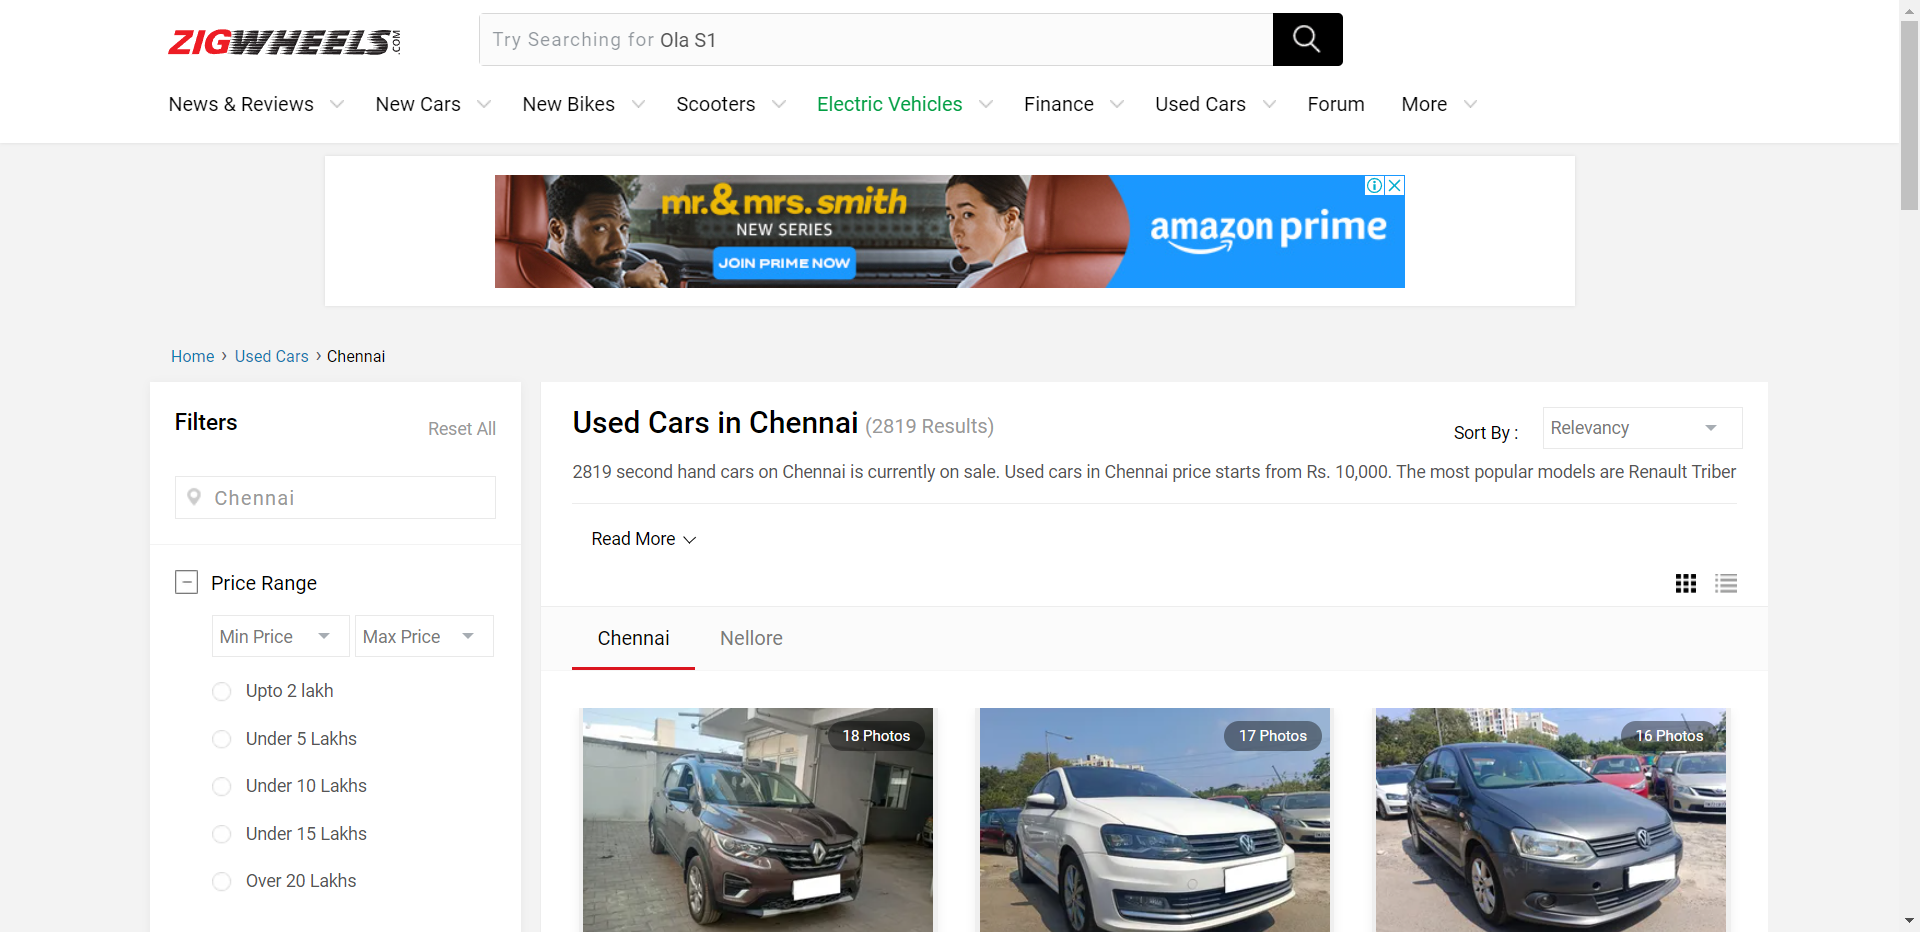 ZIGWHEELS.COM
Try Searching for Ola S1
News & Reviews New Cars New Bikes Scooters Electric Vehicles Finance Used Cars Forum More
mr. & mrs. smith
NEW SERIES
JOIN PRIME NOW
amazon prime
Home › Used Cars › Chennai
Filters
Reset All
Chennai
Price Range
Min Price Max Price
Upto 2 lakh
Under 5 Lakhs
Under 10 Lakhs
Under 15 Lakhs
Over 20 Lakhs
Used Cars in Chennai (2819 Results)
Sort By : Relevancy
2819 second hand cars on Chennai is currently on sale. Used cars in Chennai price starts from Rs. 10,000. The most popular models are Renault Triber
Read More
Chennai Nellore
18 Photos
17 Photos
16 Photos